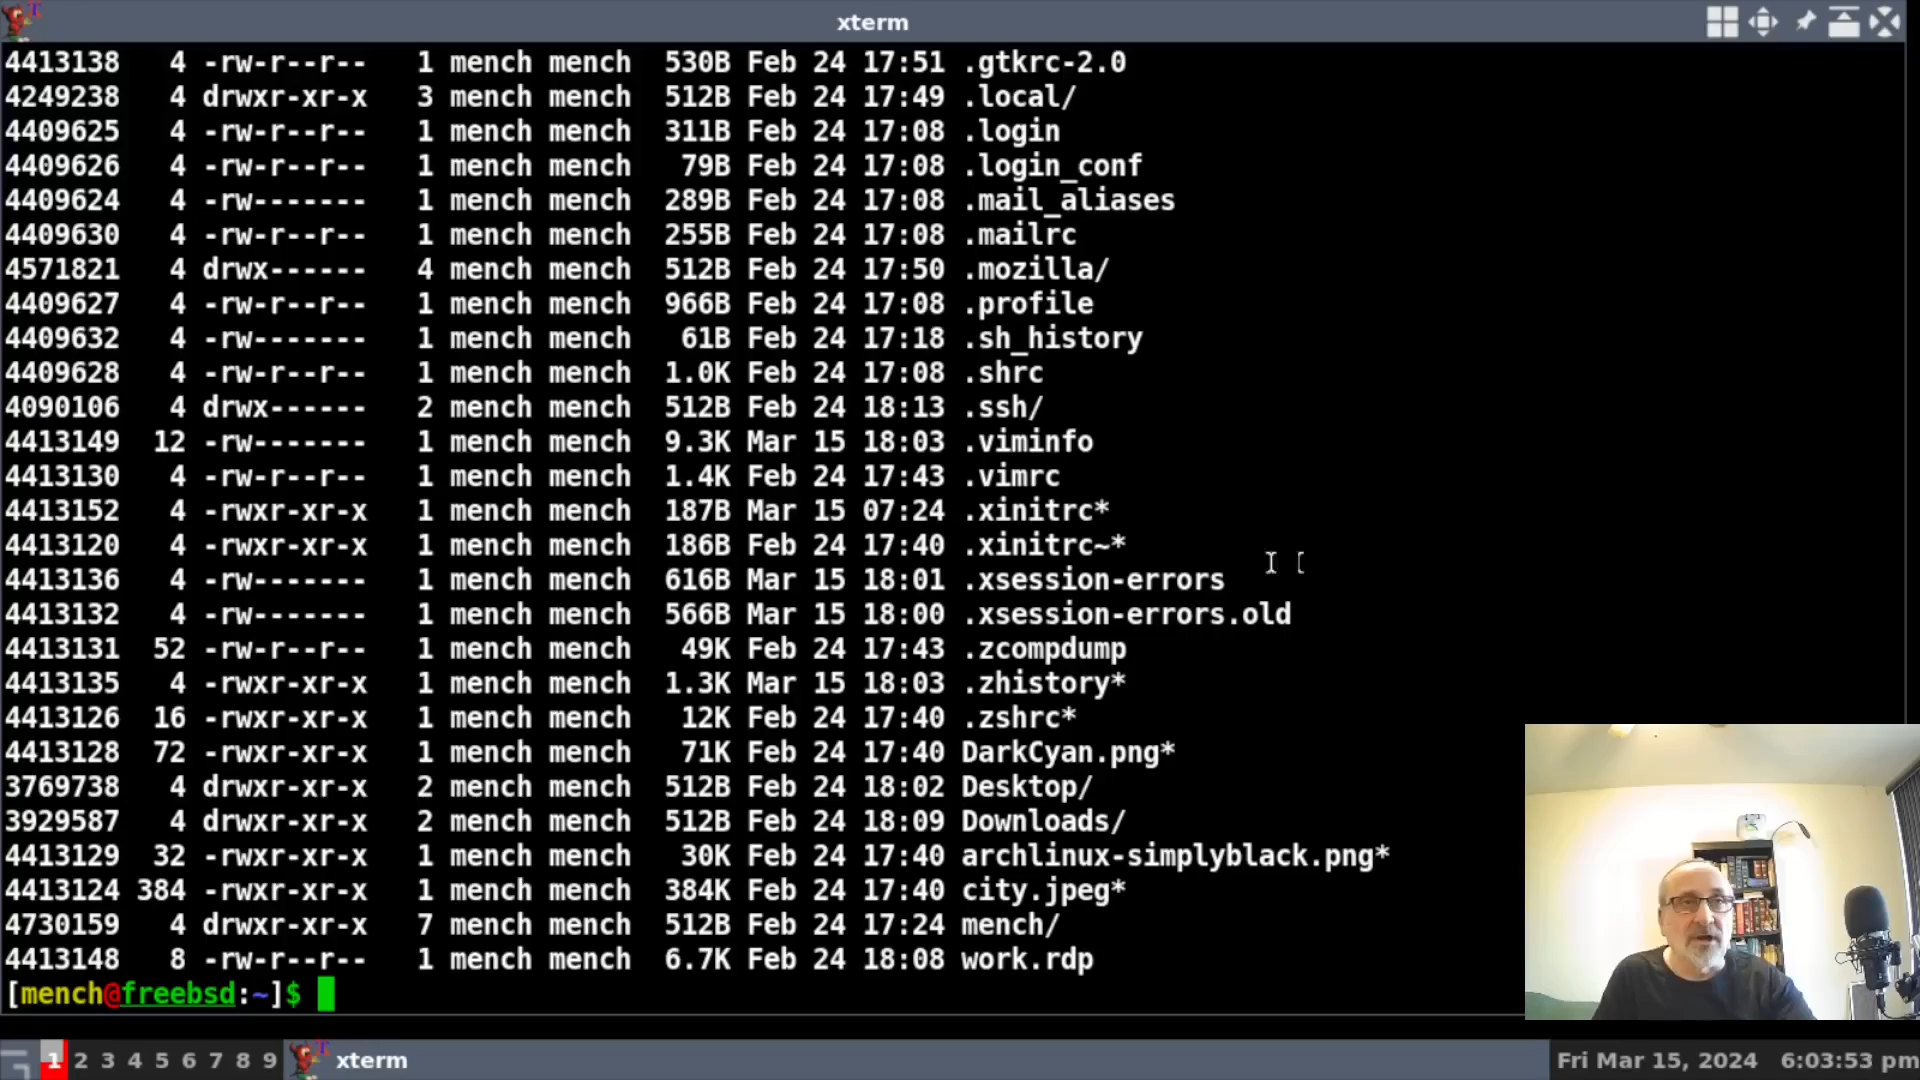 xterm
4413138   4 -rw-r--r--   1 mench mench  530B Feb 24 17:51 .gtkrc-2.0
4249238   4 drwxr-xr-x   3 mench mench  512B Feb 24 17:49 .local/
4409625   4 -rw-r--r--   1 mench mench  311B Feb 24 17:08 .login
4409626   4 -rw-r--r--   1 mench mench   79B Feb 24 17:08 .login_conf
4409624   4 -rw-------   1 mench mench  289B Feb 24 17:08 .mail_aliases
4409630   4 -rw-r--r--   1 mench mench  255B Feb 24 17:08 .mailrc
4571821   4 drwx------   4 mench mench  512B Feb 24 17:50 .mozilla/
4409627   4 -rw-r--r--   1 mench mench  966B Feb 24 17:08 .profile
4409632   4 -rw-------   1 mench mench   61B Feb 24 17:18 .sh_history
4409628   4 -rw-r--r--   1 mench mench  1.0K Feb 24 17:08 .shrc
4090106   4 drwx------   2 mench mench  512B Feb 24 18:13 .ssh/
4413149  12 -rw-------   1 mench mench  9.3K Mar 15 18:03 .viminfo
4413130   4 -rw-r--r--   1 mench mench  1.4K Feb 24 17:43 .vimrc
4413152   4 -rwxr-xr-x   1 mench mench  187B Mar 15 07:24 .xinitrc*
4413120   4 -rwxr-xr-x   1 mench mench  186B Feb 24 17:40 .xinitrc~*
4413136   4 -rw-------   1 mench mench  616B Mar 15 18:01 .xsession-errors
4413132   4 -rw-------   1 mench mench  566B Mar 15 18:00 .xsession-errors.old
4413131  52 -rw-r--r--   1 mench mench   49K Feb 24 17:43 .zcompdump
4413135   4 -rwxr-xr-x   1 mench mench  1.3K Mar 15 18:03 .zhistory*
4413126  16 -rwxr-xr-x   1 mench mench   12K Feb 24 17:40 .zshrc*
4413128  72 -rwxr-xr-x   1 mench mench   71K Feb 24 17:40 DarkCyan.png*
3769738   4 drwxr-xr-x   2 mench mench  512B Feb 24 18:02 Desktop/
3929587   4 drwxr-xr-x   2 mench mench  512B Feb 24 18:09 Downloads/
4413129  32 -rwxr-xr-x   1 mench mench   30K Feb 24 17:40 archlinux-simplyblack.png*
4413124 384 -rwxr-xr-x   1 mench mench  384K Feb 24 17:40 city.jpeg*
4730159   4 drwxr-xr-x   7 mench mench  512B Feb 24 17:24 mench/
4413148   8 -rw-r--r--   1 mench mench  6.7K Feb 24 18:08 work.rdp
[mench@freebsd:~]$
1 2 3 4 5 6 7 8 9 xterm Fri Mar 15, 2024 6:03:53 pm